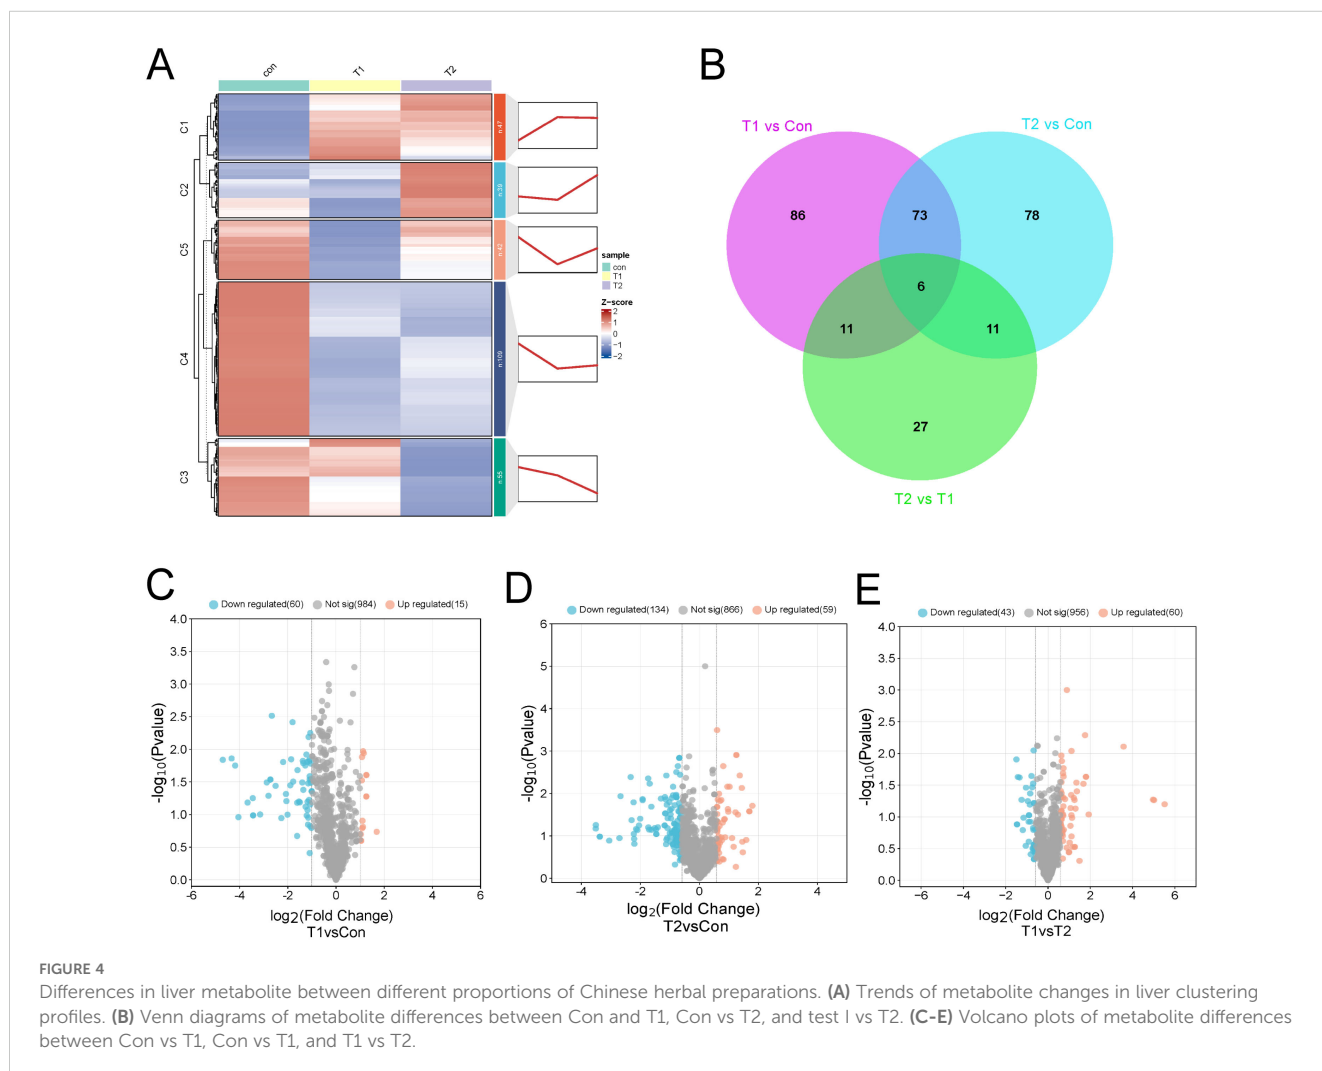 A
con
T1
T2
C1
n:47
C2
C5
n:42
C4
n:109
C3
n:55
sample
con
T1
T2
Z-score
2
1
0
−1
−2
B
T1 vs Con
T2 vs Con
86
73
78
6
11
11
27
T2 vs T1
C
Down regulated(60) Not sig(984) Up regulated(15)
4.0
3.5
3.0
2.5
2.0
1.5
1.0
0.5
0.0
-log10(Pvalue)
−6 −4 −2 0 2 4 6
log2(Fold Change)
T1vsCon
D
Down regulated(134) Not sig(866) Up regulated(59)
6
5
4
3
2
1
0
-log10(Pvalue)
−4 −2 0 2 4
log2(Fold Change)
T2vsCon
E
Down regulated(43) Not sig(956) Up regulated(60)
4.0
3.5
3.0
2.5
2.0
1.5
1.0
0.5
0.0
-log10(Pvalue)
−6 −4 −2 0 2 4 6
log2(Fold Change)
T1vsT2
FIGURE 4
Differences in liver metabolite between different proportions of Chinese herbal preparations. (A) Trends of metabolite changes in liver clustering
profiles. (B) Venn diagrams of metabolite differences between Con and T1, Con vs T2, and test I vs T2. (C-E) Volcano plots of metabolite differences
between Con vs T1, Con vs T1, and T1 vs T2.